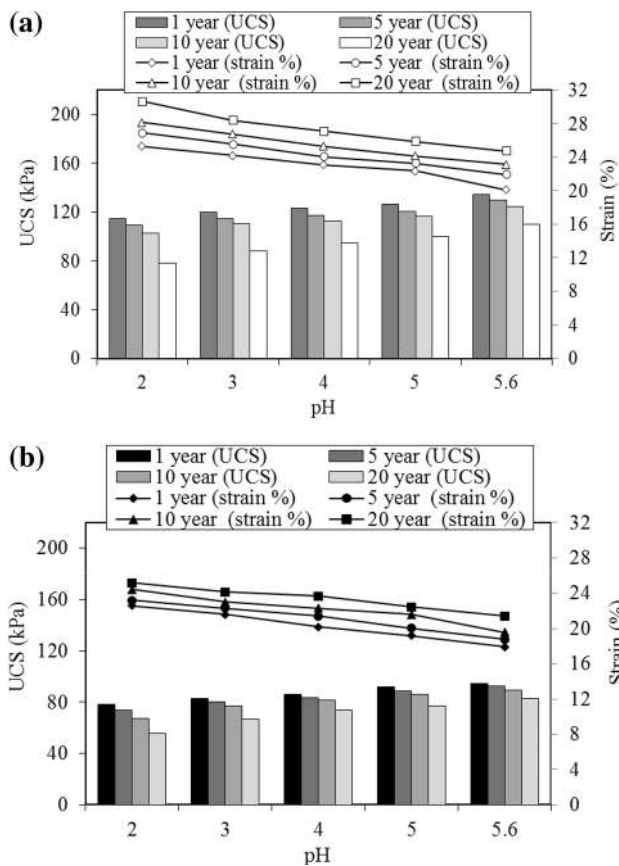 (a)
1 year (UCS) 5 year (UCS)
10 year (UCS) 20 year (UCS)
1 year (strain %) 5 year (strain %)
10 year (strain %) 20 year (strain %)
UCS (kPa)
200
160
120
80
40
0
32
28
24
20
16
12
8
4
0
Strain (%)
2 3 4 5 5.6
pH
(b)
1 year (UCS) 5 year (UCS)
10 year (UCS) 20 year (UCS)
1 year (strain %) 5 year (strain %)
10 year (strain %) 20 year (strain %)
UCS (kPa)
200
160
120
80
40
0
32
28
24
20
16
12
8
4
0
Strain (%)
2 3 4 5 5.6
pH